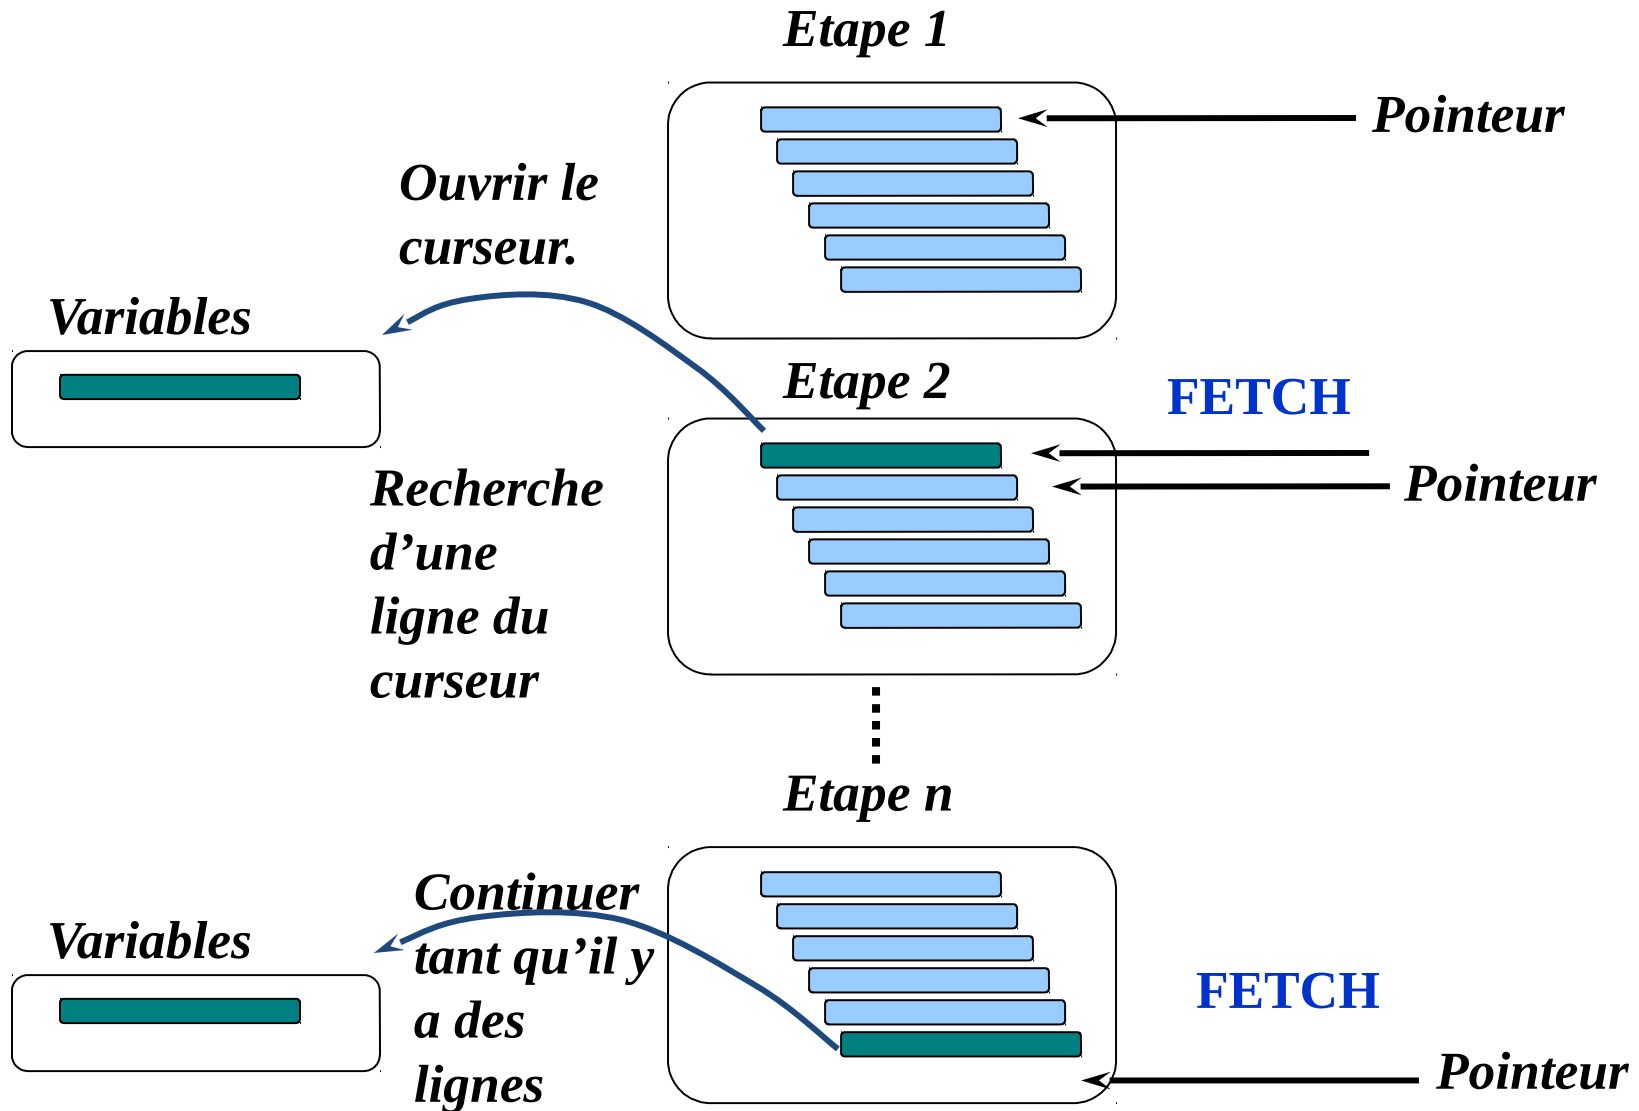 Etape 1
Pointeur
Ouvrir le
curseur.
Variables
Etape 2
FETCH
Pointeur
Recherche
d’une
ligne du
curseur
Etape n
Continuer
tant qu’il y
a des
lignes
Variables
FETCH
Pointeur